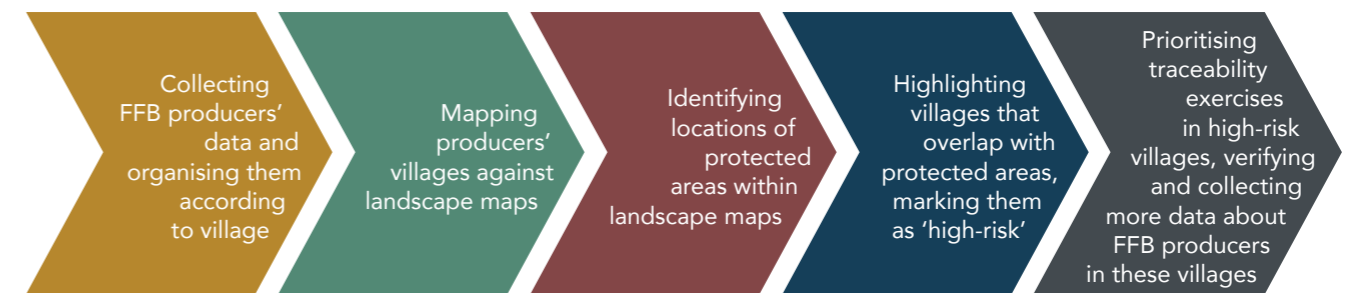 Collecting
FFB producers'
data and
organising them
according
to village
Mapping
producers'
villages against
landscape maps
Identifying
locations of
protected
areas within
landscape maps
Highlighting
villages that
overlap with
protected areas,
marking them
as ‘high-risk’
Prioritising
traceability
exercises
in high-risk
villages, verifying
and collecting
more data about
FFB producers
in these villages